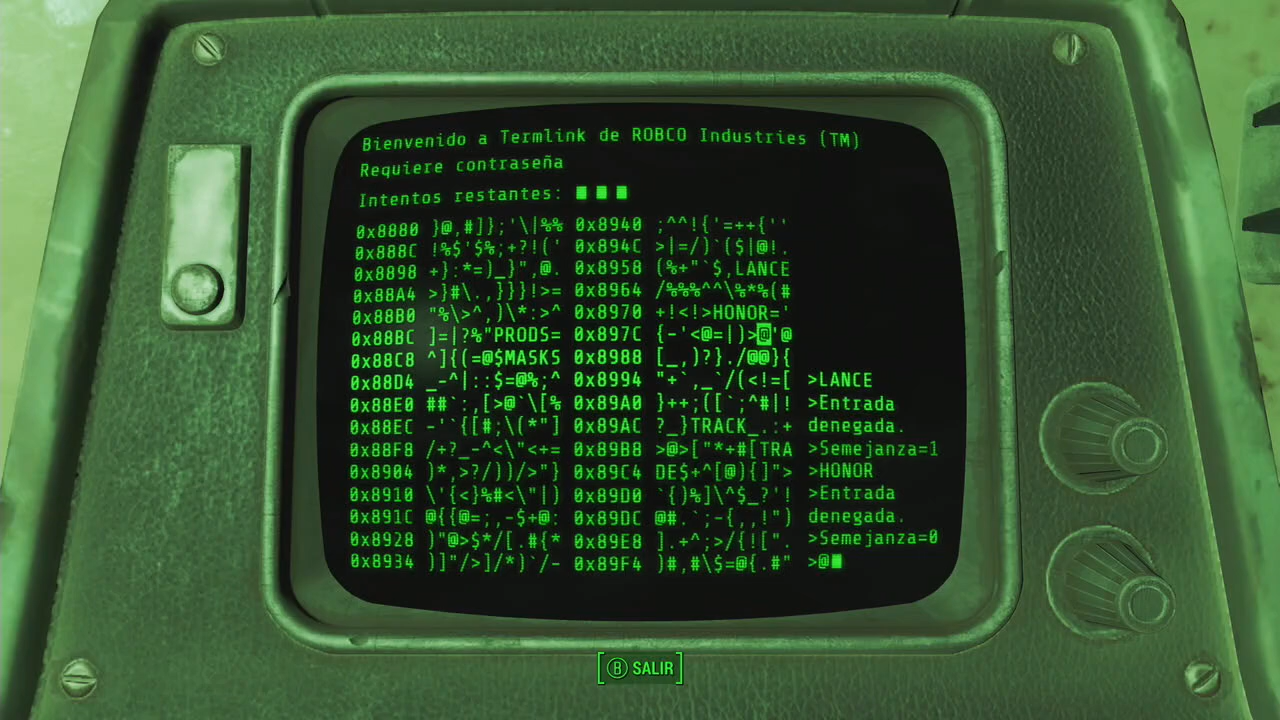 Bienvenido a Termlink de ROBCO Industries (TM)
Requiere contraseña
Intentos restantes: ■ ■ ■
0x8880 }@,#]};'\|%% 0x8940 ;^^!{'=++{''
0x888C !%$'$%;+?!(' 0x894C >|=/)`($|@!.
0x8898 +}:*=)_}",@. 0x8958 (%+"`$,LANCE
0x88A4 >}#\.,}}}!>= 0x8964 /%%%^^\%*%(#
0x88B0 "%\>^,)\*:>^ 0x8970 +!<!>HONOR='
0x88BC ]=|?%"PRODS= 0x897C {-'<@=|)>@'@
0x88C8 ^]{(=@$MASKS 0x8988 [_,)?}./@@}{
0x88D4 _-^|::$=@%;^ 0x8994 "+`,_`/(<!=[ >LANCE
0x88E0 ##`:,[>@`\[% 0x89A0 }++;([`;^#|! >Entrada
0x88EC -'`{[#;\(*"] 0x89AC ?_}TRACK_.:+ denegada.
0x88F8 /+?_-^<\"<+= 0x89B8 >@>["*+#[TRA >Semejanza=1
0x8904 )*,>?/))/>"} 0x89C4 DE$+^[@){]"> >HONOR
0x8910 \'{<}%#<\"|) 0x89D0 `{)%]\^$_?'! >Entrada
0x891C @{{@=;,-$+@: 0x89DC @#.`;-{,,!") denegada.
0x8928 )"@>$*/[.#{* 0x89E8 ].+^;>/{![". >Semejanza=0
0x8934 )]"/>]/*)`/- 0x89F4 )#,#\$=@{.#" >@■
[Ⓑ SALIR]